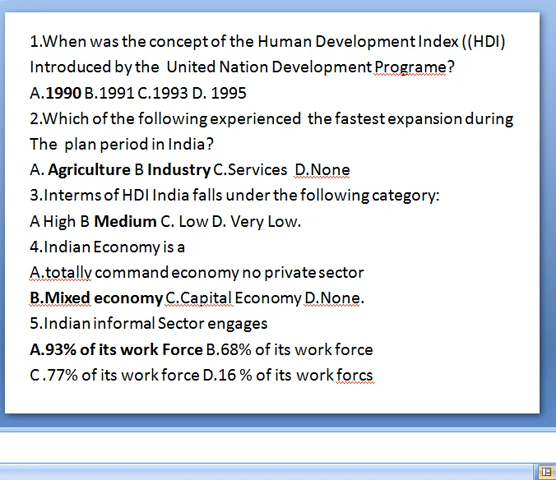 1.When was the concept of the Human Development Index ((HDI)
Introduced by the United Nation Development Programe?
A.1990 B.1991 C.1993 D. 1995
2.Which of the following experienced the fastest expansion during
The plan period in India?
A. Agriculture B Industry C.Services D.None
3.Interms of HDI India falls under the following category:
A High B Medium C. Low D. Very Low.
4.Indian Economy is a
A.totally command economy no private sector
B.Mixed economy C.Capital Economy D.None.
5.Indian informal Sector engages
A.93% of its work Force B.68% of its work force
C .77% of its work force D.16 % of its work forcs